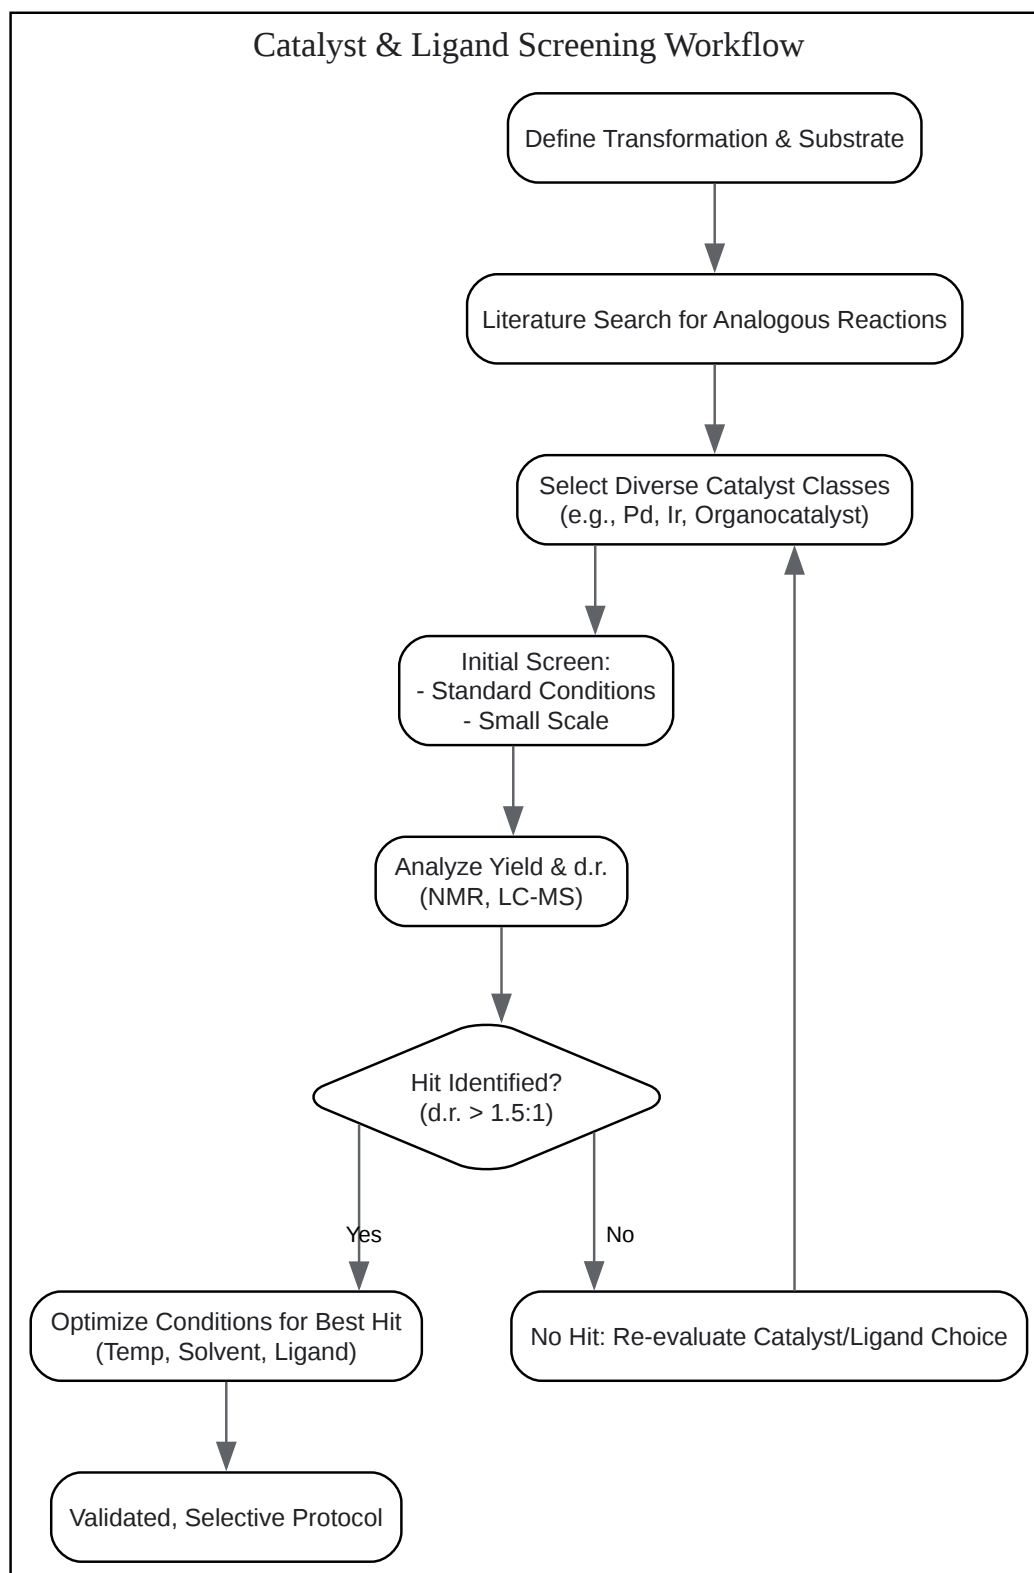 Catalyst & Ligand Screening Workflow
Define Transformation & Substrate
Literature Search for Analogous Reactions
Select Diverse Catalyst Classes
(e.g., Pd, Ir, Organocatalyst)
Initial Screen:
- Standard Conditions
- Small Scale
Analyze Yield & d.r.
(NMR, LC-MS)
Hit Identified?
(d.r. > 1.5:1)
Yes
No
Optimize Conditions for Best Hit
(Temp, Solvent, Ligand)
No Hit: Re-evaluate Catalyst/Ligand Choice
Validated, Selective Protocol